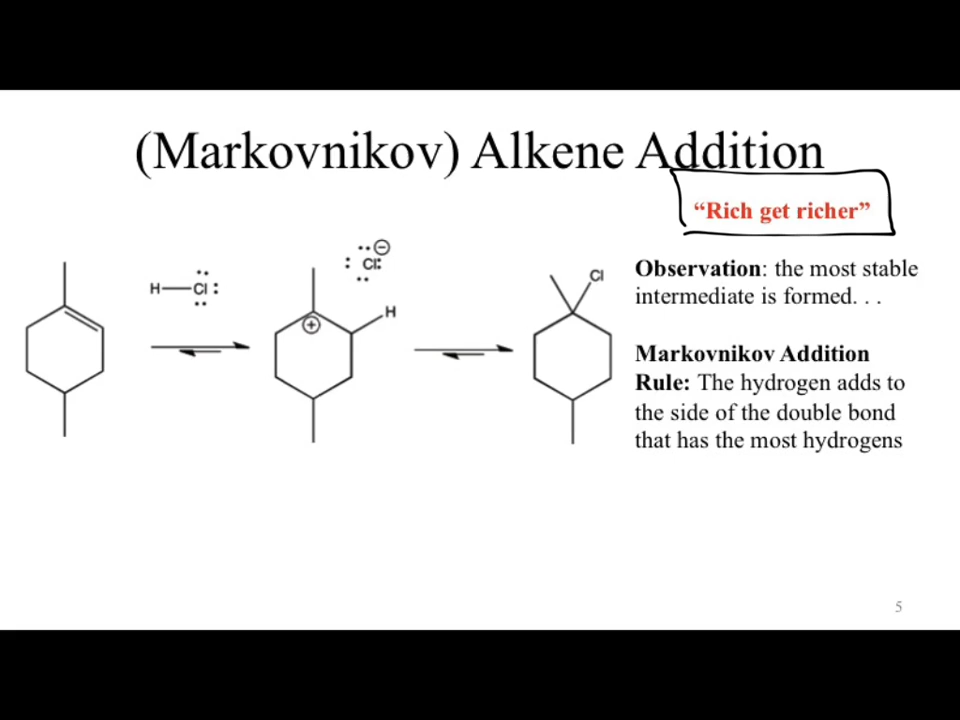 (Markovnikov) Alkene Addition
“Rich get richer”
H Cl :
: Cl:
H
Cl
Observation: the most stable
intermediate is formed. . .
Markovnikov Addition
Rule: The hydrogen adds to
the side of the double bond
that has the most hydrogens
5